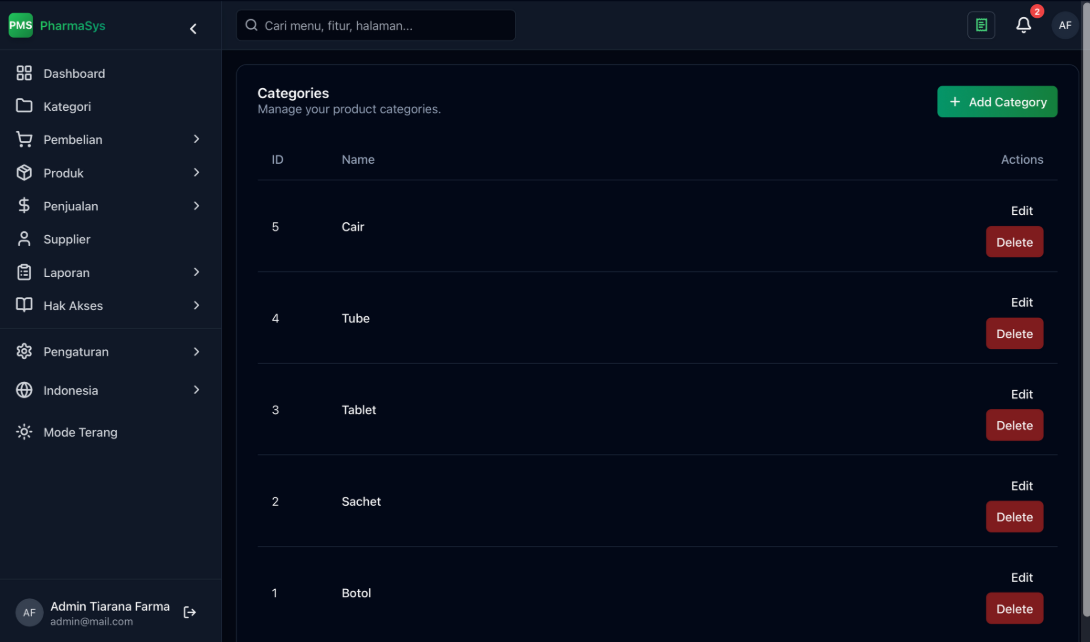 PMS PharmaSys
Cari menu, fitur, halaman...
2
AF
Dashboard
Kategori
Pembelian
Produk
Penjualan
Supplier
Laporan
Hak Akses
Pengaturan
Indonesia
Mode Terang
AF
Admin Tiarana Farma
admin@mail.com
Categories
Manage your product categories.
+ Add Category
ID Name Actions
5 Cair Edit
Delete
4 Tube Edit
Delete
3 Tablet Edit
Delete
2 Sachet Edit
Delete
1 Botol Edit
Delete